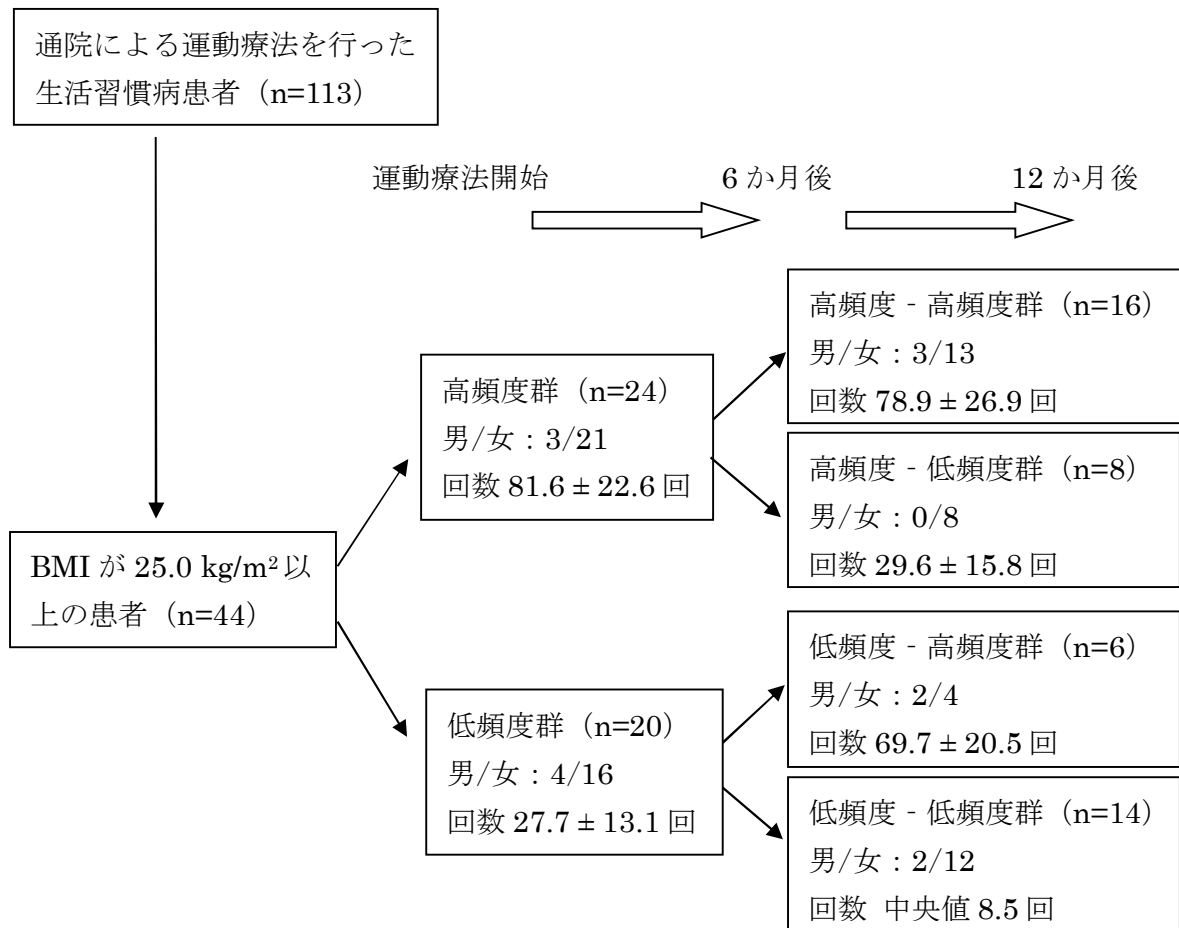 通院による運動療法を行った
生活習慣病患者（n=113）
運動療法開始
6 か月後
12 か月後
高頻度‐高頻度群（n=16）
男/女：3/13
回数 78.9 ± 26.9 回
高頻度群（n=24）
男/女：3/21
回数 81.6 ± 22.6 回
高頻度‐低頻度群（n=8）
男/女：0/8
回数 29.6 ± 15.8 回
BMI が 25.0 kg/m²以
上の患者（n=44）
低頻度‐高頻度群（n=6）
男/女：2/4
回数 69.7 ± 20.5 回
低頻度群（n=20）
男/女：4/16
回数 27.7 ± 13.1 回
低頻度‐低頻度群（n=14）
男/女：2/12
回数 中央値 8.5 回